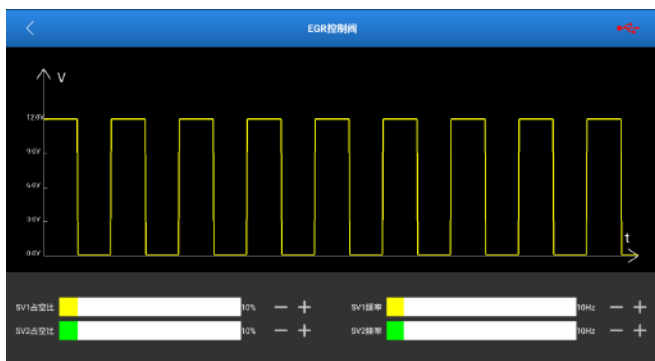 EGR控制阀
V
12.0V
9.0V
6.0V
3.0V
0.0V
t
SV1占空比 10% SV1频率 10Hz
SV2占空比 10% SV2频率 10Hz